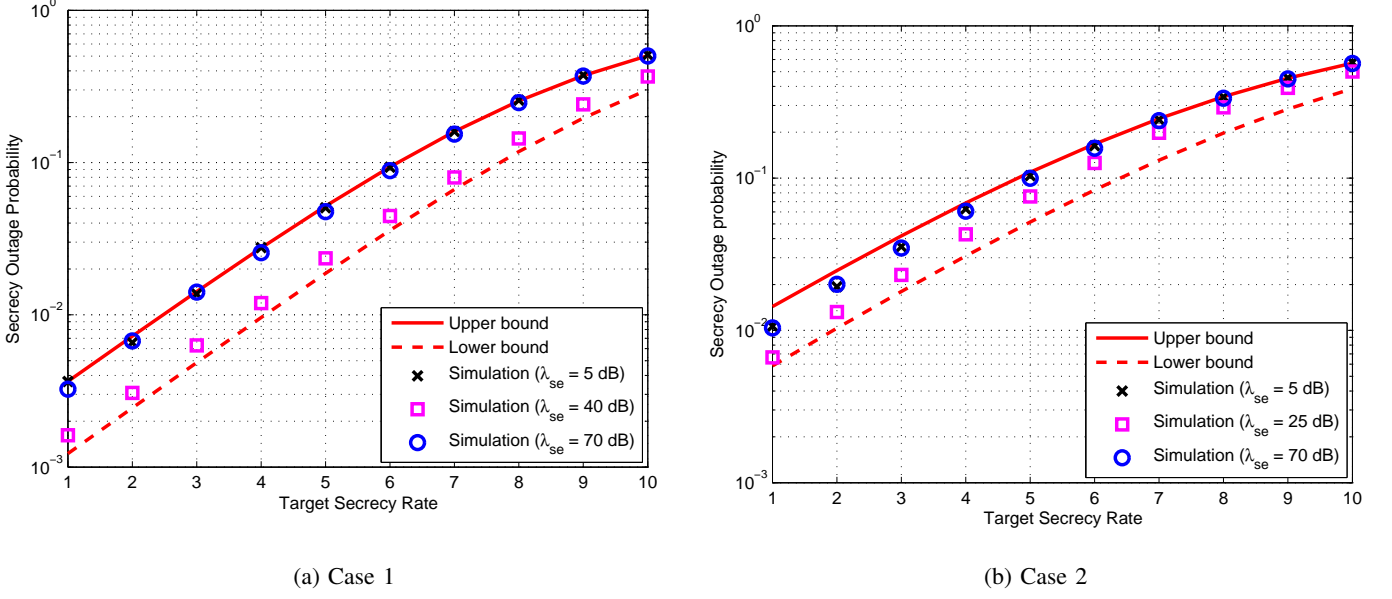 10^0
10^-1
10^-2
10^-3
Secrecy Outage Probability
1 2 3 4 5 6 7 8 9 10
Target Secrecy Rate
Upper bound
Lower bound
Simulation (λ_se = 5 dB)
Simulation (λ_se = 40 dB)
Simulation (λ_se = 70 dB)
(a) Case 1
10^0
10^-1
10^-2
10^-3
Secrecy Outage probability
1 2 3 4 5 6 7 8 9 10
Target Secrecy Rate
Upper bound
Lower bound
Simulation (λ_se = 5 dB)
Simulation (λ_se = 25 dB)
Simulation (λ_se = 70 dB)
(b) Case 2